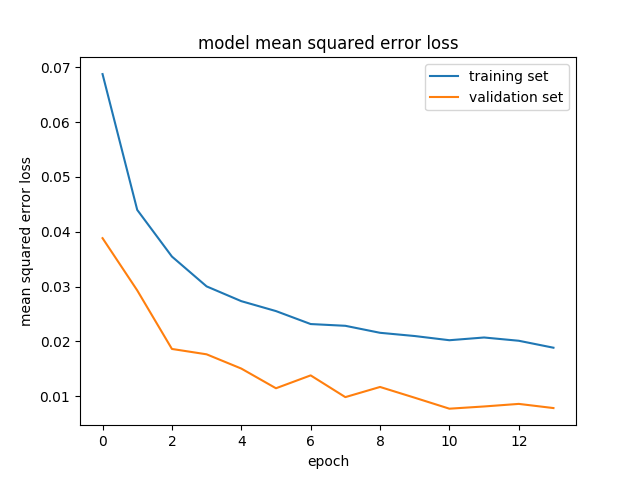 model mean squared error loss
training set
validation set
mean squared error loss
0.07
0.06
0.05
0.04
0.03
0.02
0.01
0 2 4 6 8 10 12
epoch